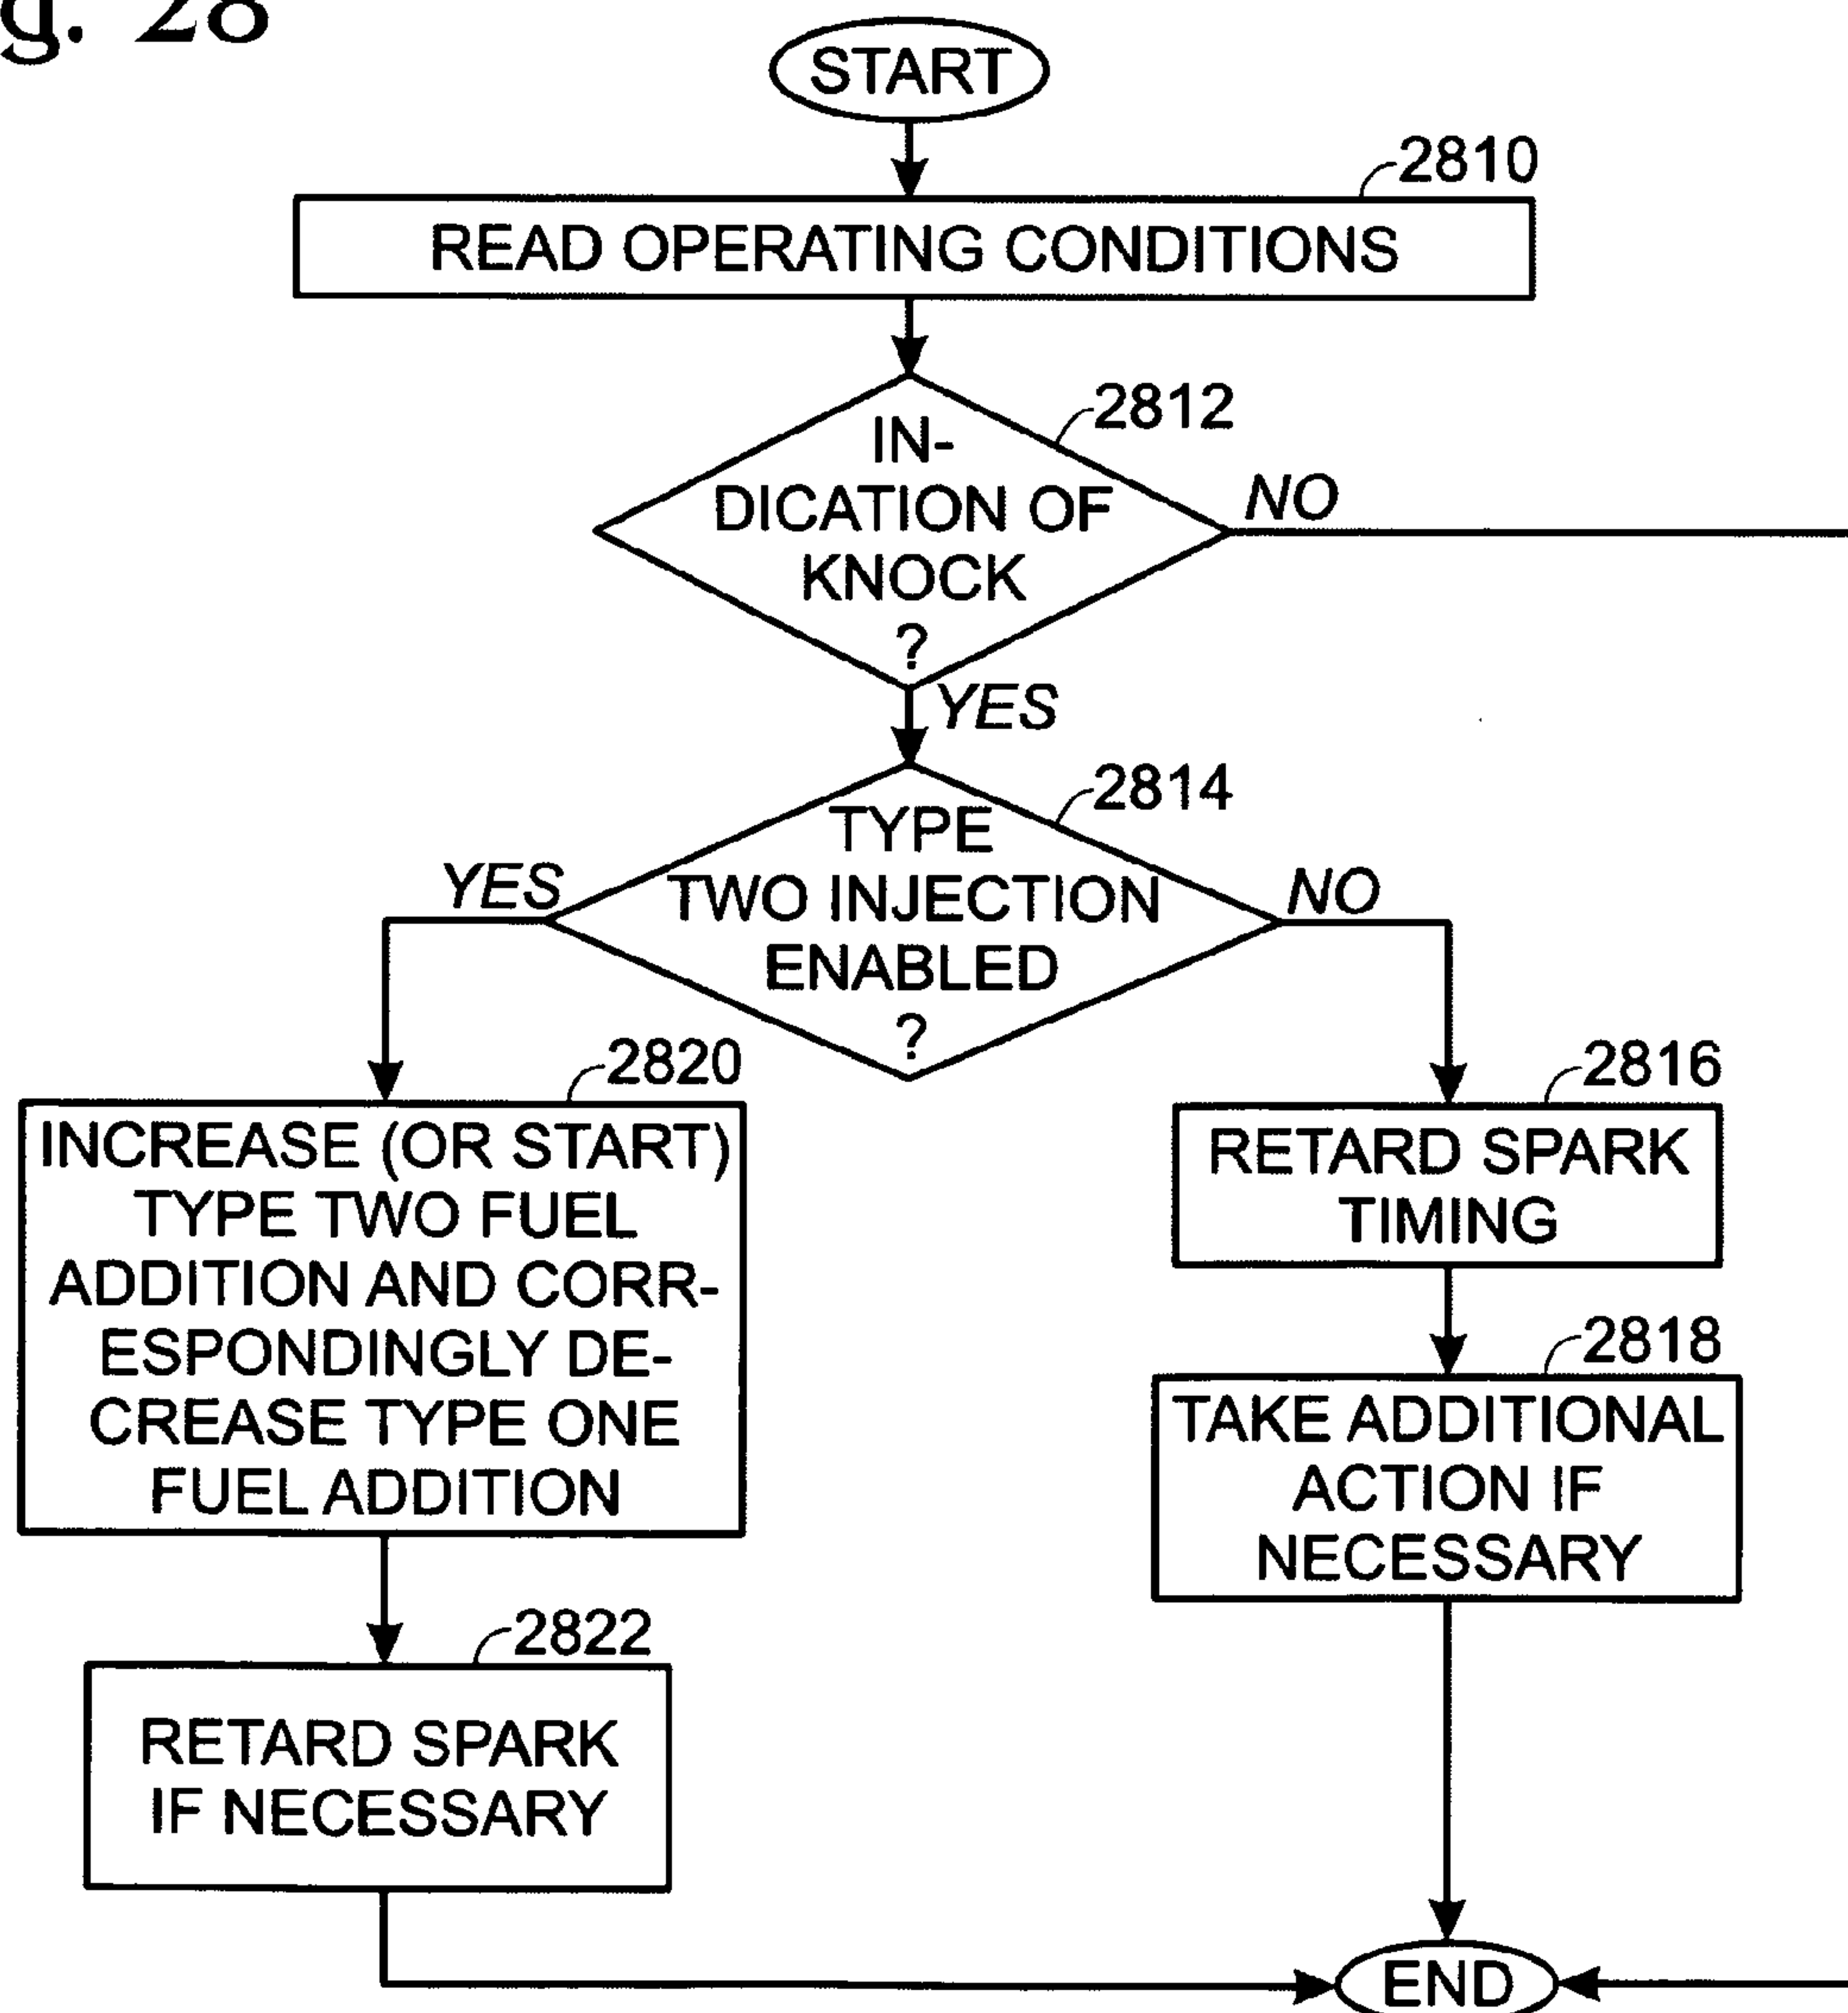 g. 28
START
2810
READ OPERATING CONDITIONS
2812
IN-
DICATION OF
KNOCK
?
NO
YES
2814
TYPE
TWO INJECTION
ENABLED
?
YES
NO
2820
INCREASE (OR START)
TYPE TWO FUEL
ADDITION AND CORR-
ESPONDINGLY DE-
CREASE TYPE ONE
FUEL ADDITION
2816
RETARD SPARK
TIMING
2818
TAKE ADDITIONAL
ACTION IF
NECESSARY
2822
RETARD SPARK
IF NECESSARY
END